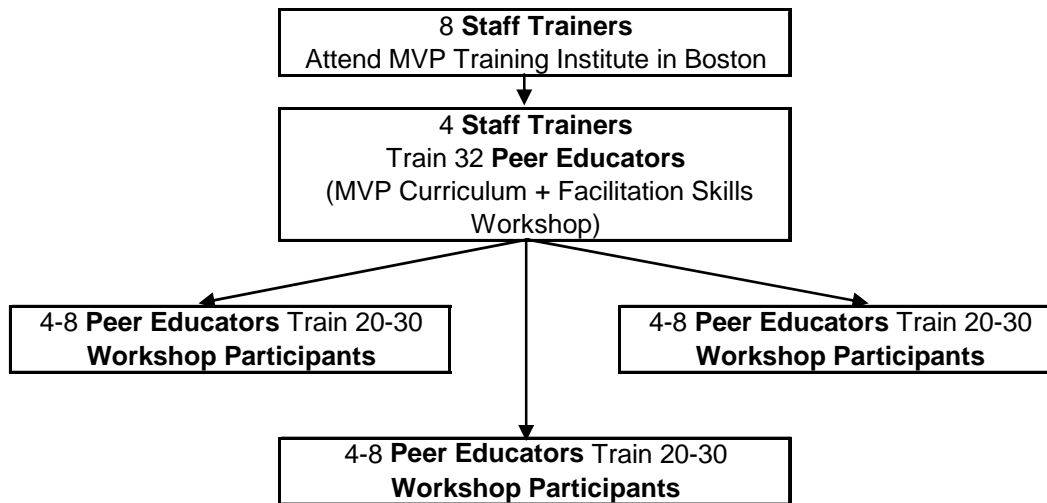 8 Staff Trainers
Attend MVP Training Institute in Boston
4 Staff Trainers
Train 32 Peer Educators
(MVP Curriculum + Facilitation Skills
Workshop)
4-8 Peer Educators Train 20-30
Workshop Participants
4-8 Peer Educators Train 20-30
Workshop Participants
4-8 Peer Educators Train 20-30
Workshop Participants